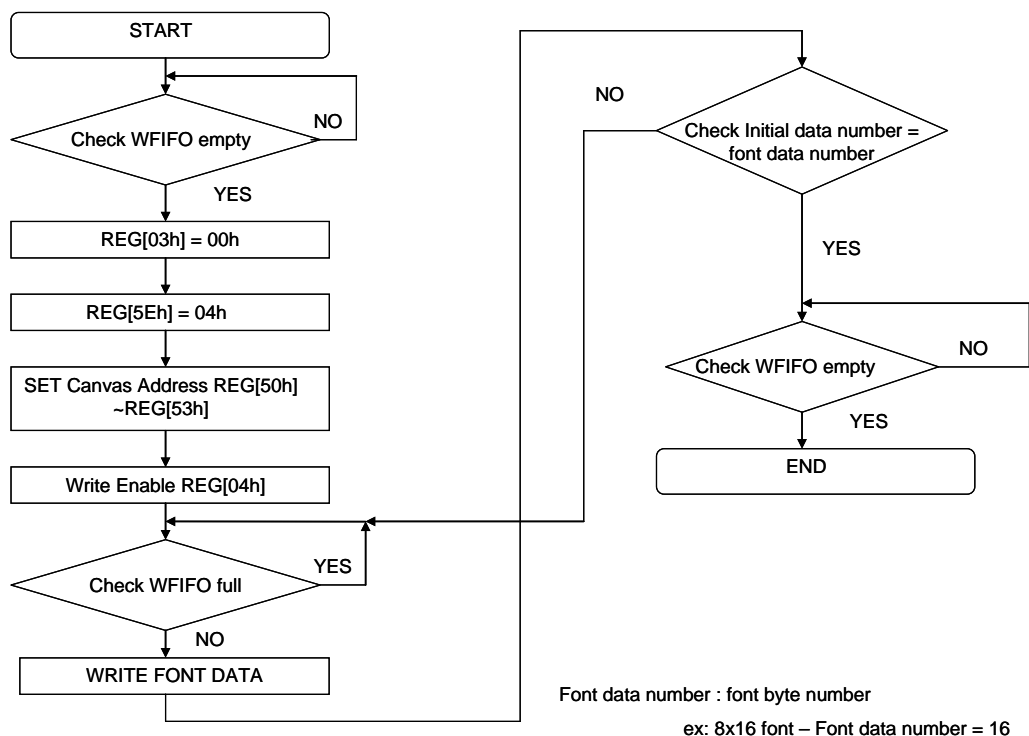 START
Check WFIFO empty
NO
YES
REG[03h] = 00h
REG[5Eh] = 04h
SET Canvas Address REG[50h]
~REG[53h]
Write Enable REG[04h]
Check WFIFO full
YES
NO
WRITE FONT DATA
NO
Check Initial data number =
font data number
YES
Check WFIFO empty
NO
YES
END
Font data number : font byte number
ex: 8x16 font – Font data number = 16